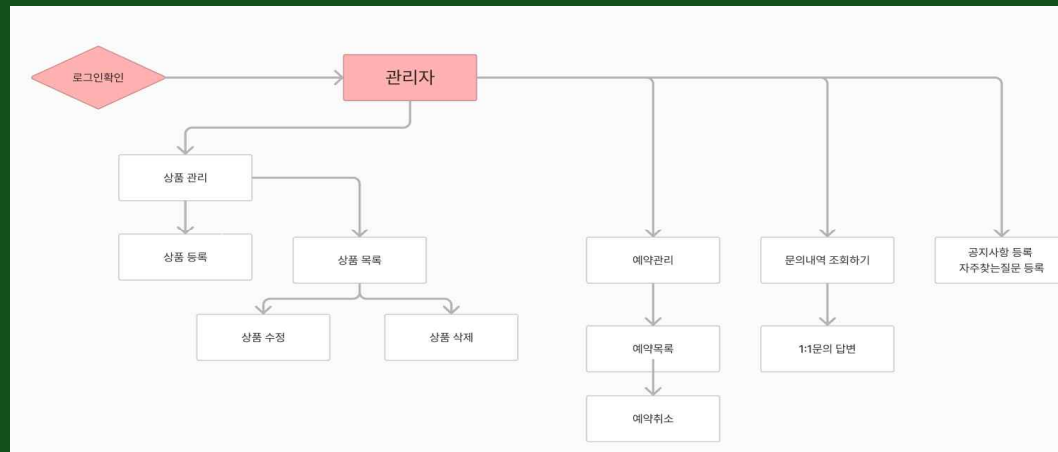 로그인확인
관리자
상품 관리
상품 등록
상품 목록
상품 수정
상품 삭제
예약관리
예약목록
예약취소
문의내역 조회하기
1:1문의 답변
공지사항 등록
자주찾는질문 등록